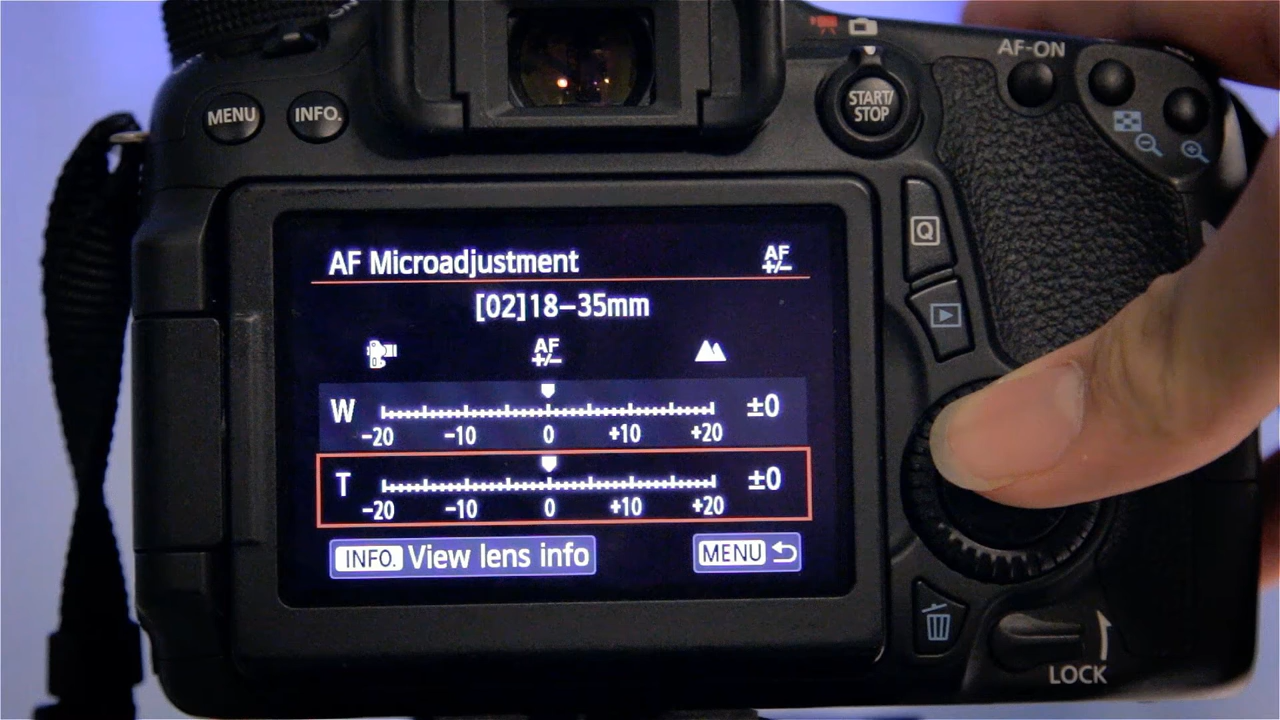 AF-ON
MENU INFO.
START/
STOP
Q
AF Microadjustment AF
+/−
[02]18−35mm
AF
+/−
W ±0
−20 −10 0 +10 +20
T ±0
−20 −10 0 +10 +20
INFO. View lens info MENU
LOCK